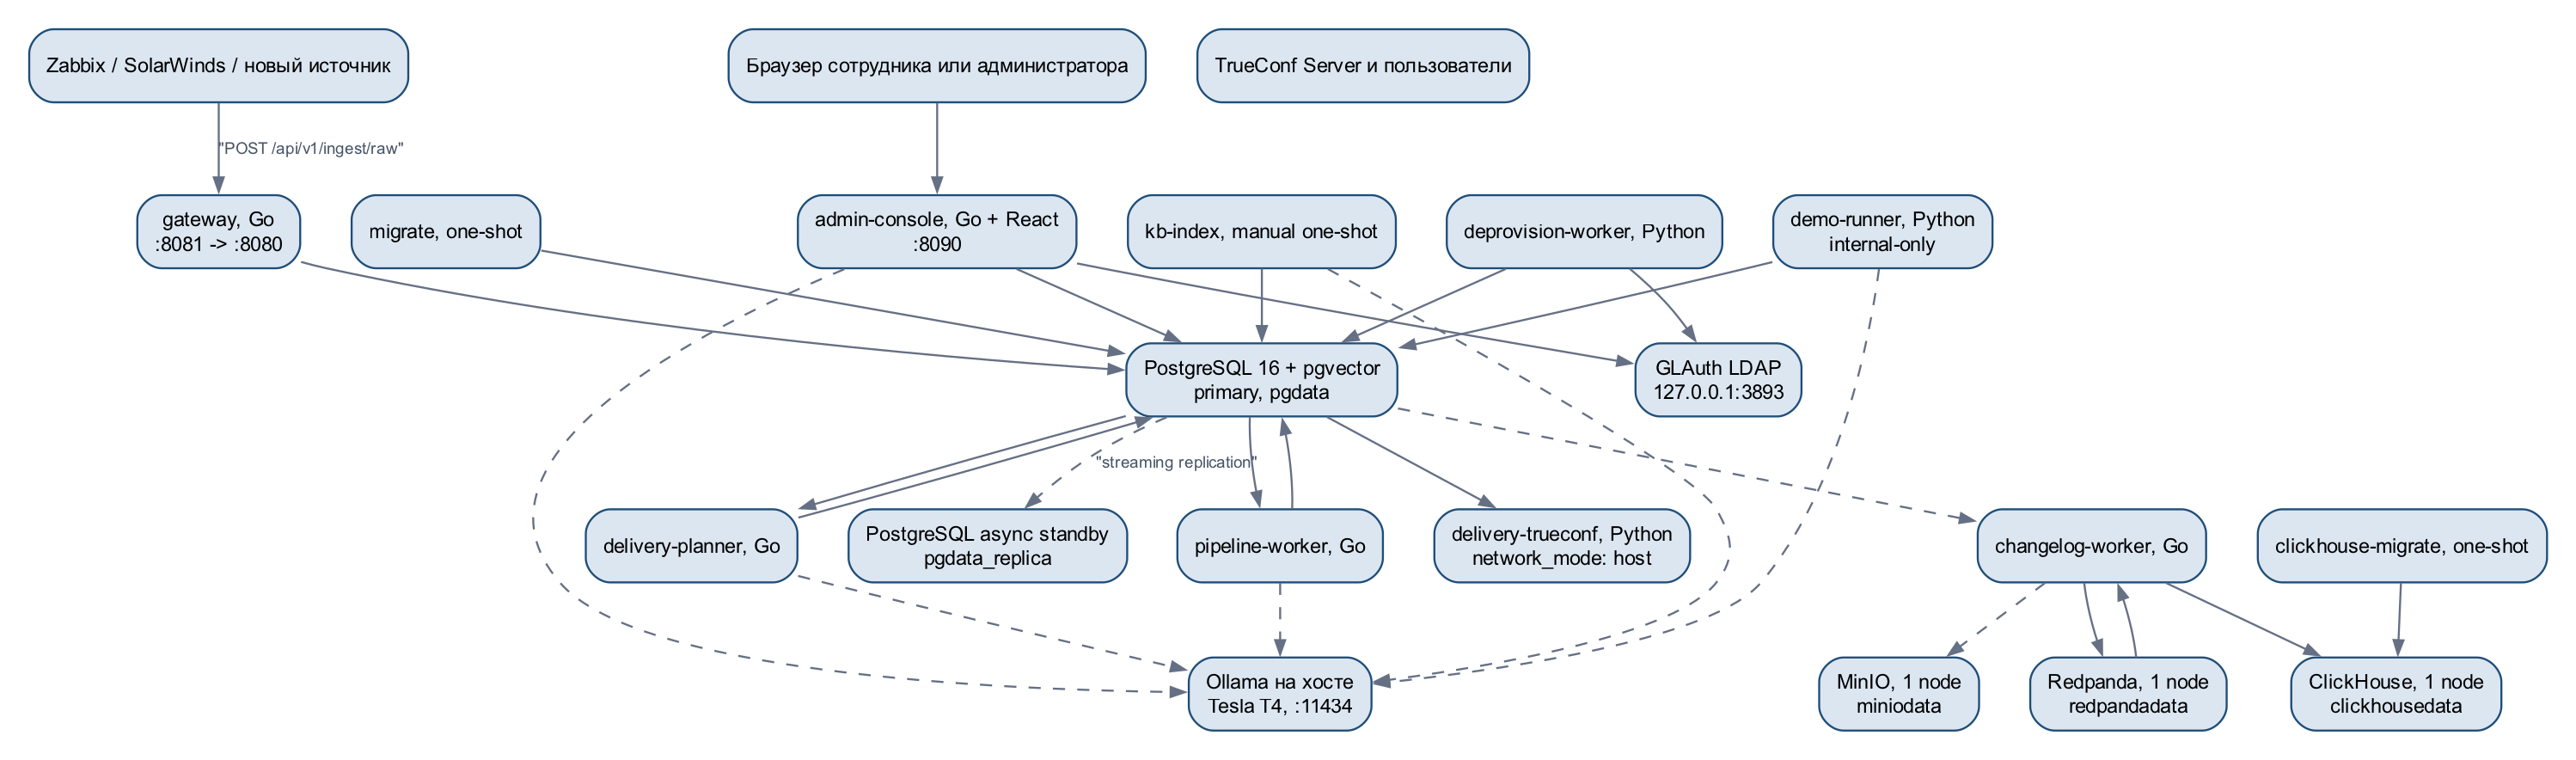 Zabbix / SolarWinds / новый источник
Браузер сотрудника или администратора
TrueConf Server и пользователи
"POST /api/v1/ingest/raw"
gateway, Go
:8081 -> :8080
migrate, one-shot
admin-console, Go + React
:8090
kb-index, manual one-shot
deprovision-worker, Python
demo-runner, Python
internal-only
PostgreSQL 16 + pgvector
primary, pgdata
GLAuth LDAP
127.0.0.1:3893
"streaming replication"
delivery-planner, Go
PostgreSQL async standby
pgdata_replica
pipeline-worker, Go
delivery-trueconf, Python
network_mode: host
changelog-worker, Go
clickhouse-migrate, one-shot
Ollama на хосте
Tesla T4, :11434
MinIO, 1 node
miniodata
Redpanda, 1 node
redpandadata
ClickHouse, 1 node
clickhousedata